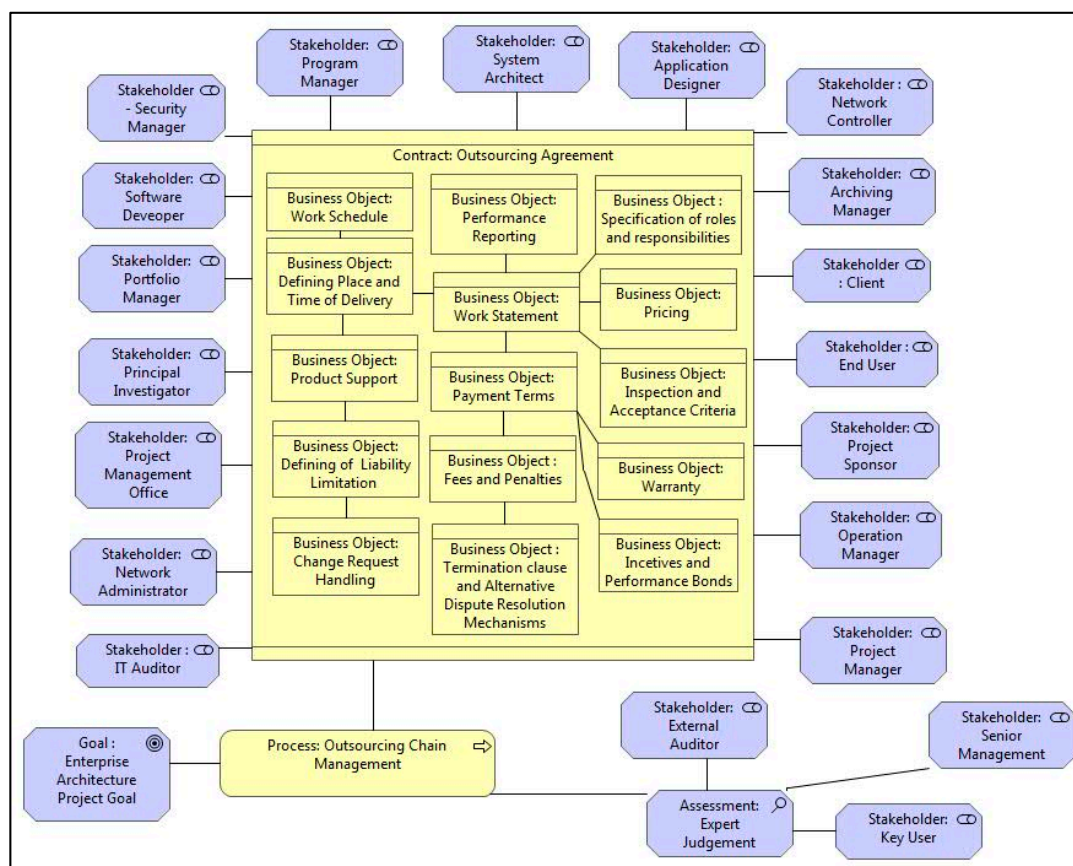 Stakeholder:
Program
Manager
Stakeholder:
System
Architect
Stakeholder:
Application
Designer
Stakeholder
- Security
Manager
Stakeholder :
Network
Controller
Stakeholder:
Software
Deveoper
Stakeholder:
Archiving
Manager
Stakeholder:
Portfolio
Manager
Stakeholder
: Client
Stakeholder:
Principal
Investigator
Stakeholder :
End User
Stakeholder:
Project
Management
Office
Stakeholder:
Project
Sponsor
Stakeholder:
Network
Administrator
Stakeholder:
Operation
Manager
Stakeholder :
IT Auditor
Stakeholder:
Project
Manager
Contract: Outsourcing Agreement
Business Object:
Work Schedule
Business Object:
Defining Place and
Time of Delivery
Business Object:
Product Support
Business Object:
Defining of Liability
Limitation
Business Object:
Change Request
Handling
Business Object:
Performance
Reporting
Business Object:
Work Statement
Business Object:
Payment Terms
Business Object :
Fees and Penalties
Business Object :
Termination clause
and Alternative
Dispute Resolution
Mechanisms
Business Object :
Specification of roles
and responsibilities
Business Object:
Pricing
Business Object:
Inspection and
Acceptance Criteria
Business Object:
Warranty
Business Object:
Incetives and
Performance Bonds
Goal :
Enterprise
Architecture
Project Goal
Process: Outsourcing Chain
Management
Stakeholder:
External
Auditor
Stakeholder:
Senior
Management
Assessment:
Expert
Judgement
Stakeholder:
Key User